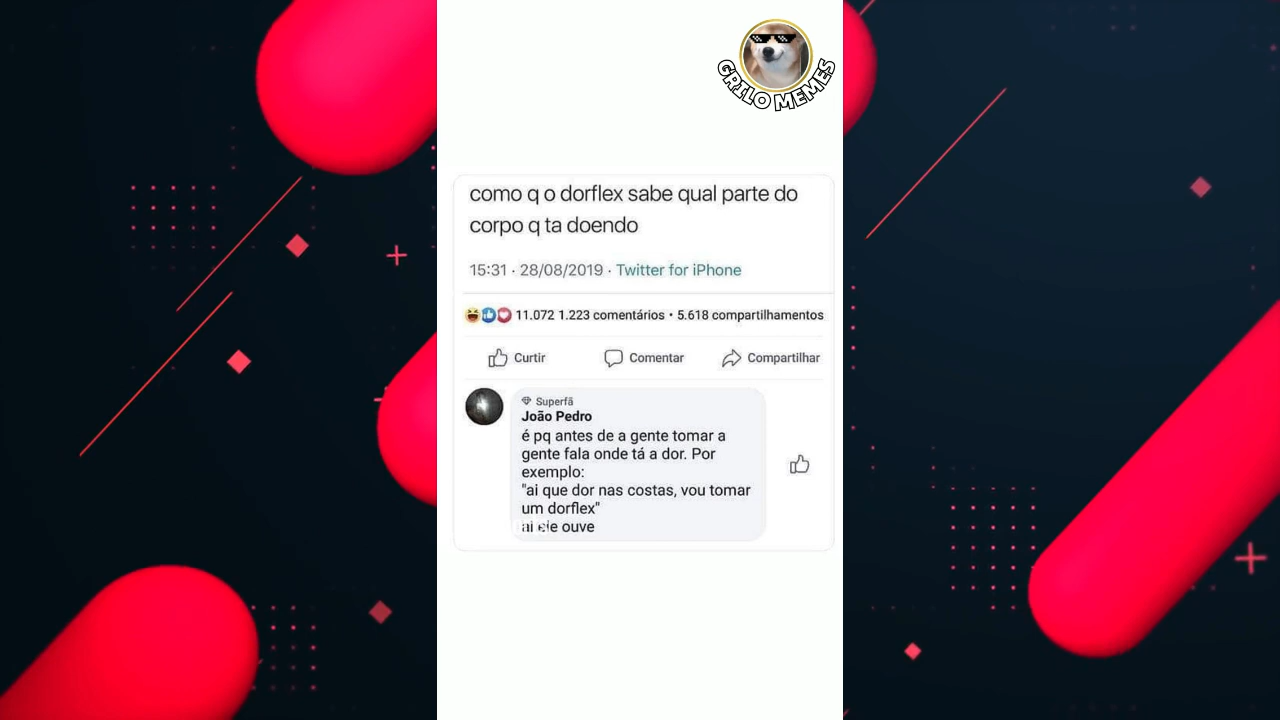 GRILO MEMES
como q o dorflex sabe qual parte do
corpo q ta doendo
15:31 · 28/08/2019 · Twitter for iPhone
11.072 1.223 comentários • 5.618 compartilhamentos
Curtir Comentar Compartilhar
Superfã
João Pedro
é pq antes de a gente tomar a
gente fala onde tá a dor. Por
exemplo:
"ai que dor nas costas, vou tomar
um dorflex"
ai ele ouve